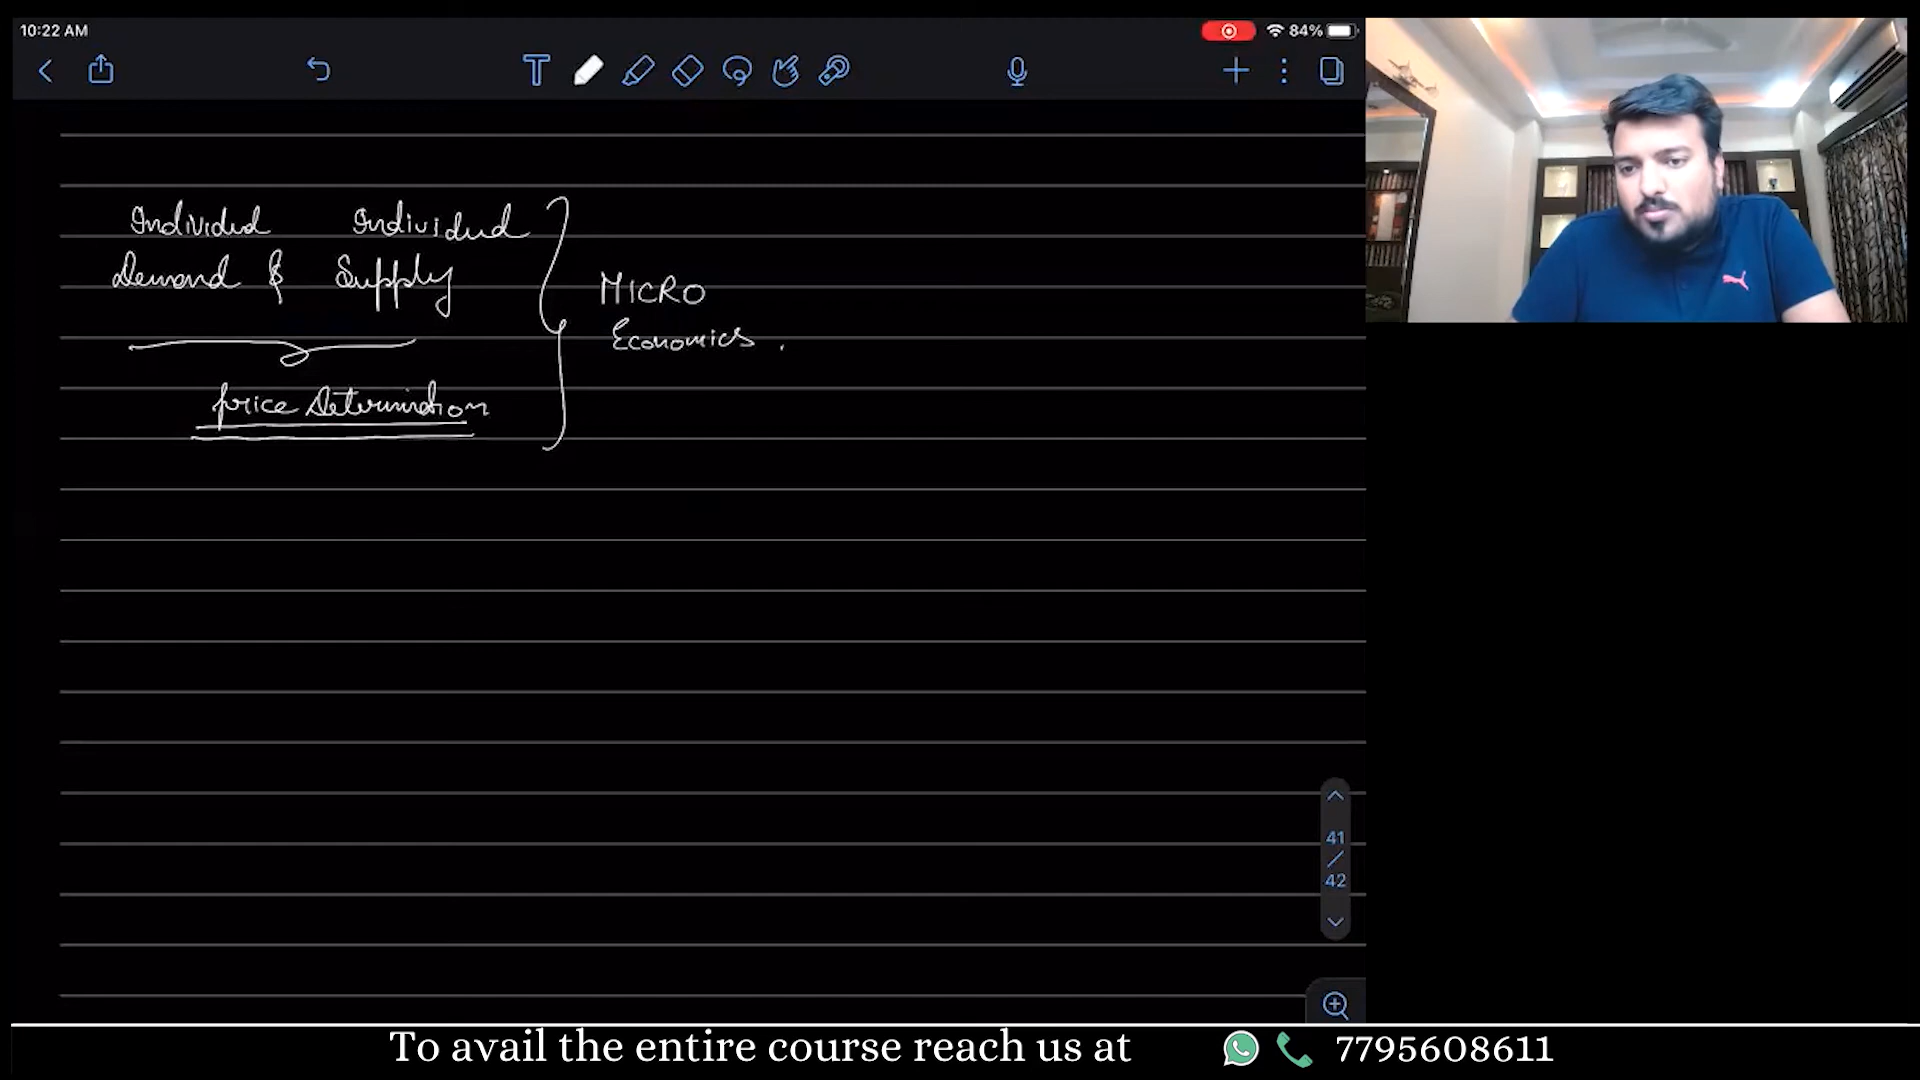 10:22 AM
84%
Individual Individual
Demand & Supply
MICRO
Economics.
Price Determination
41
/
42
To avail the entire course reach us at 7795608611